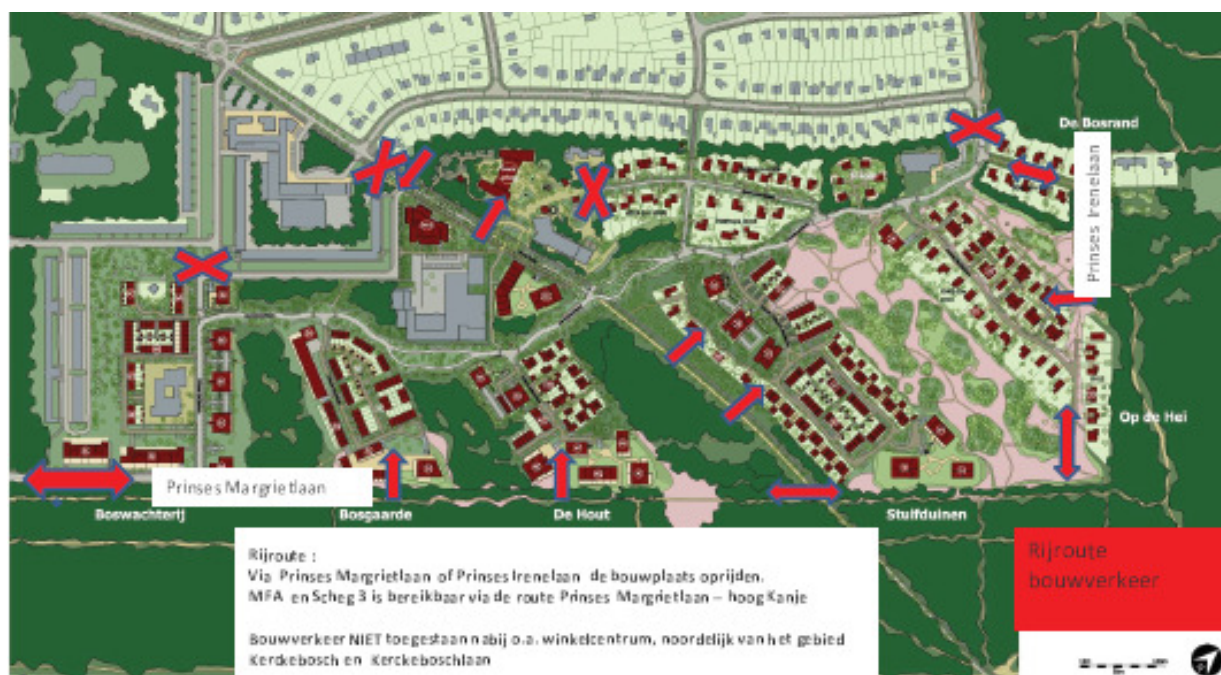 De Bosrand
Prinses Irenelaan
Op de Hei
Prinses Margrietlaan
Boswachterij
Bosgaarde
De Hout
Stuifduinen
Rijroute :
Via Prinses Margrietlaan of Prinses Irenelaan de bouwplaats oprijden.
MFA en Scheg 3 is bereikbaar via de route Prinses Margrietlaan – hoog Kanje
Bouwverkeer NIET toegestaan nabij o.a. winkelcentrum, noordelijk van het gebied
Kerckebosch en Kerckeboschlaan
Rijroute
bouwverkeer